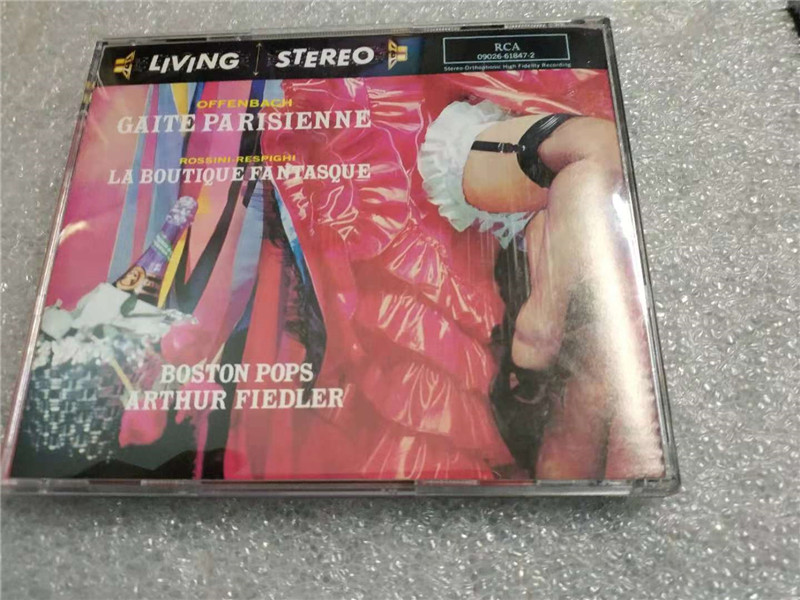 LIVING STEREO
RCA
09026-61847-2
Stereo-Orthophonic High Fidelity Recording
OFFENBACH
GAITE PARISIENNE
ROSSINI-RESPIGHI
LA BOUTIQUE FANTASQUE
BOSTON POPS
ARTHUR FIEDLER